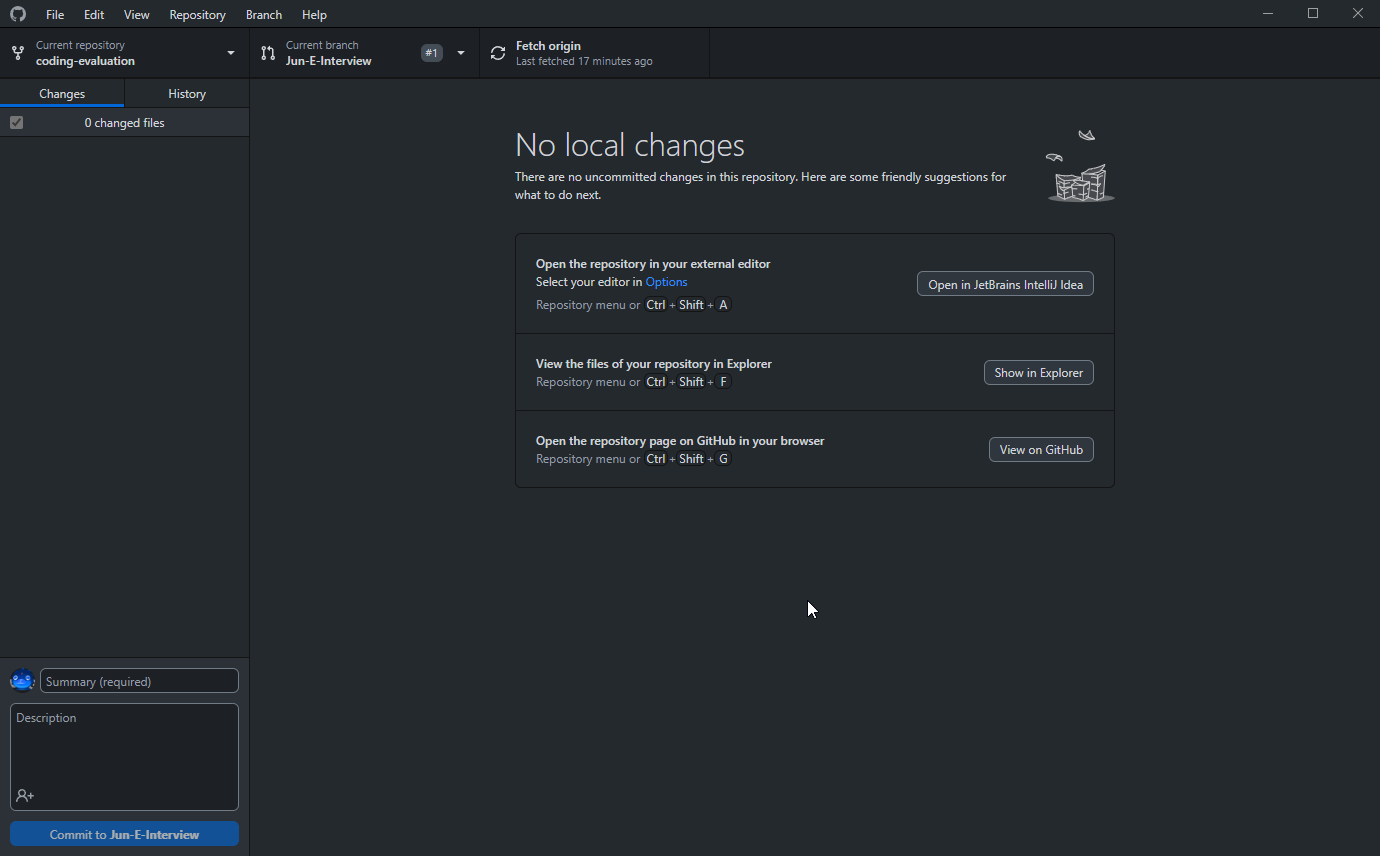 File Edit View Repository Branch Help
Current repository
coding-evaluation
Current branch
Jun-E-Interview
#1
Fetch origin
Last fetched 17 minutes ago
Changes
History
0 changed files
No local changes
There are no uncommitted changes in this repository. Here are some friendly suggestions for
what to do next.
Open the repository in your external editor
Select your editor in Options
Repository menu or Ctrl + Shift + A
Open in JetBrains IntelliJ Idea
View the files of your repository in Explorer
Repository menu or Ctrl + Shift + F
Show in Explorer
Open the repository page on GitHub in your browser
Repository menu or Ctrl + Shift + G
View on GitHub
Summary (required)
Description
Commit to Jun-E-Interview